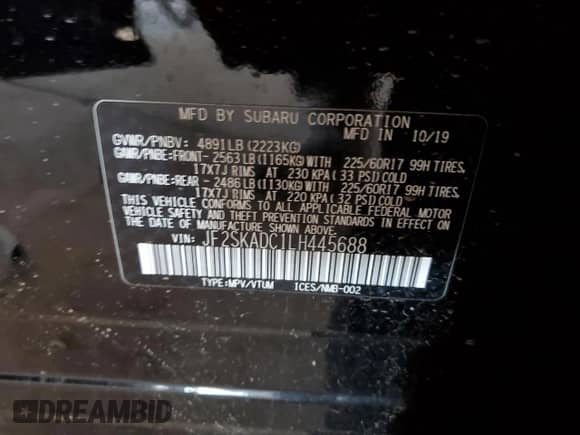 MFD BY SUBARU CORPORATION
MFD IN 10/19
GVWR/PNBV: 4891LB(2223KG)
GAWR/PNBE:FRONT- 2563LB(1165KG)WITH 225/60R17 99H TIRES,
17X7J RIMS AT 230 KPA(33 PSI)COLD
GAWR/PNBE:REAR - 2486LB(1130KG)WITH 225/60R17 99H TIRES,
17X7J RIMS AT 220 KPA(32 PSI)COLD
THIS VEHICLE CONFORMS TO ALL APPLICABLE FEDERAL MOTOR
VEHICLE SAFETY AND THEFT PREVENTION STANDARDS IN EFFECT ON
THE DATE OF MANUFACTURE SHOWN ABOVE.
VIN: JF2SKADC1LH445688
TYPE:MPV/VTUM ICES/NMB-002
DREAMBID